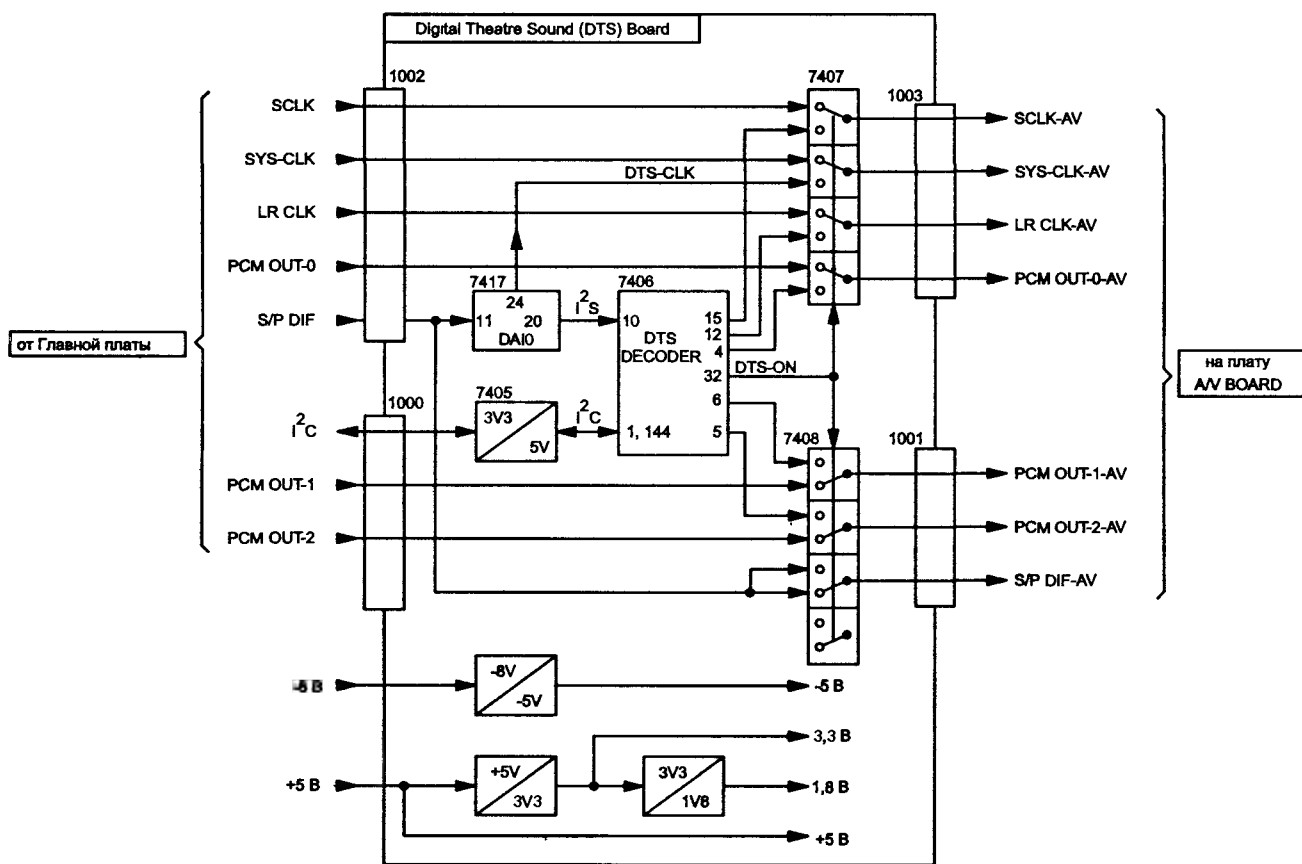 Digital Theatre Sound (DTS) Board
1002
7407
1003
SCLK
SCLK-AV
SYS-CLK
SYS-CLK-AV
DTS-CLK
LR CLK
LR CLK-AV
PCM OUT-0
PCM OUT-0-AV
7417
24
11
20
DAI0
I²S
7406
10
DTS
DECODER
15
12
4
32
6
5
1, 144
DTS-ON
S/P DIF
от Главной платы
на плату
A/V BOARD
1000
I²C
7405
3V3
5V
I²C
7408
1001
PCM OUT-1
PCM OUT-1-AV
PCM OUT-2
PCM OUT-2-AV
S/P DIF-AV
-8V
-5V
-5 В
3,3 В
+5 В
+5V
3V3
3V3
1V8
1,8 В
+5 В